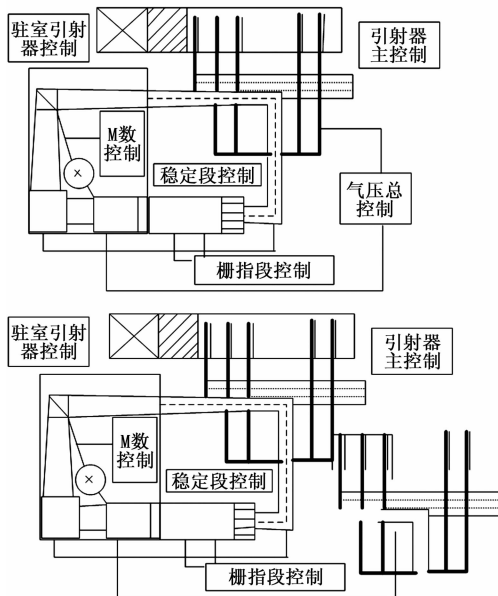 驻室引射
器控制
引射器
主控制
M数
控制
稳定段控制
气压总
控制
栅指段控制
驻室引射
器控制
引射器
主控制
M数
控制
稳定段控制
栅指段控制